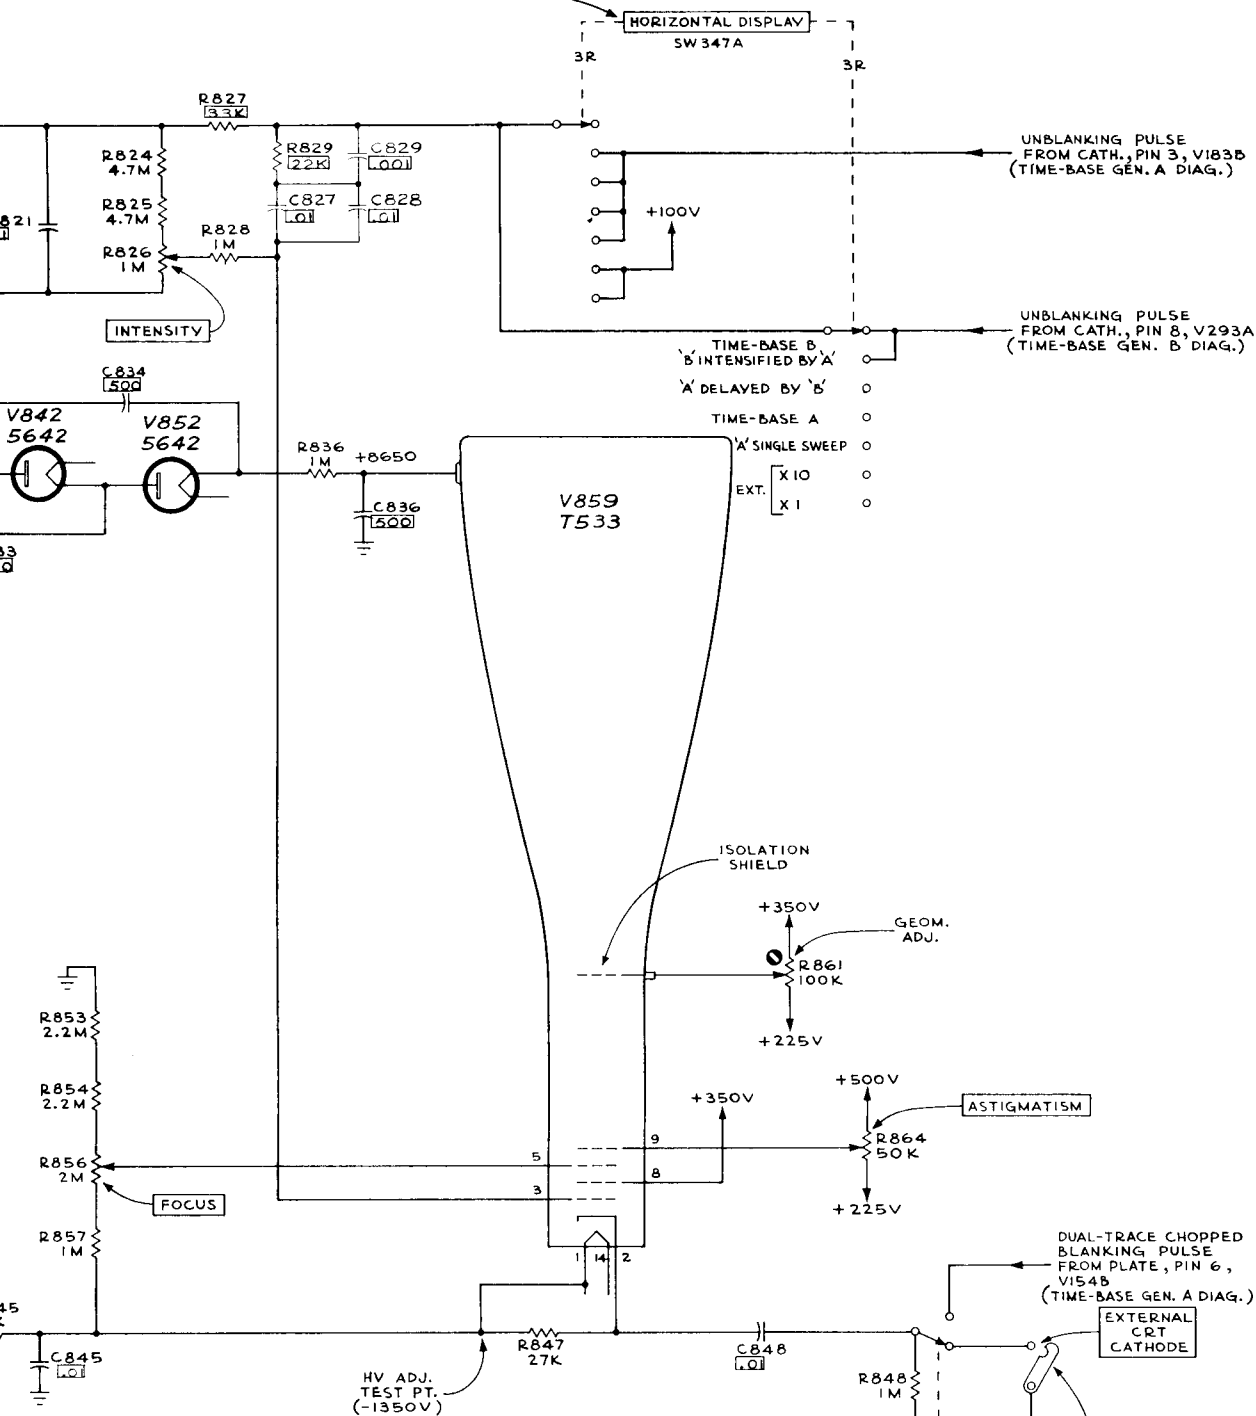 HORIZONTAL DISPLAY
SW347A
3R
3R
R827
33K
R829
22K
C829
.001
R824
4.7M
R825
4.7M
R826
1M
R828
1M
C827
.01
C828
.01
821
INTENSITY
+100V
UNBLANKING PULSE
FROM CATH., PIN 3, V183B
(TIME-BASE GEN. A DIAG.)
UNBLANKING PULSE
FROM CATH., PIN 8, V293A
(TIME-BASE GEN. B DIAG.)
TIME-BASE B
'B' INTENSIFIED BY 'A'
'A' DELAYED BY 'B'
TIME-BASE A
'A' SINGLE SWEEP
EXT.
X 10
X 1
C834
500
V842
5642
V852
5642
R836
1M
+8650
C836
500
33
0
V859
T533
ISOLATION
SHIELD
+350V
GEOM.
ADJ.
R861
100K
+225V
R853
2.2M
R854
2.2M
R856
2M
FOCUS
R857
1M
+350V
+500V
ASTIGMATISM
R864
50K
+225V
9
5
8
3
1
14
2
DUAL-TRACE CHOPPED
BLANKING PULSE
FROM PLATE, PIN 6,
V154B
(TIME-BASE GEN. A DIAG.)
EXTERNAL
CRT
CATHODE
45
C845
.01
R847
27K
C848
.01
R848
1M
HV ADJ.
TEST PT.
(-1350V)